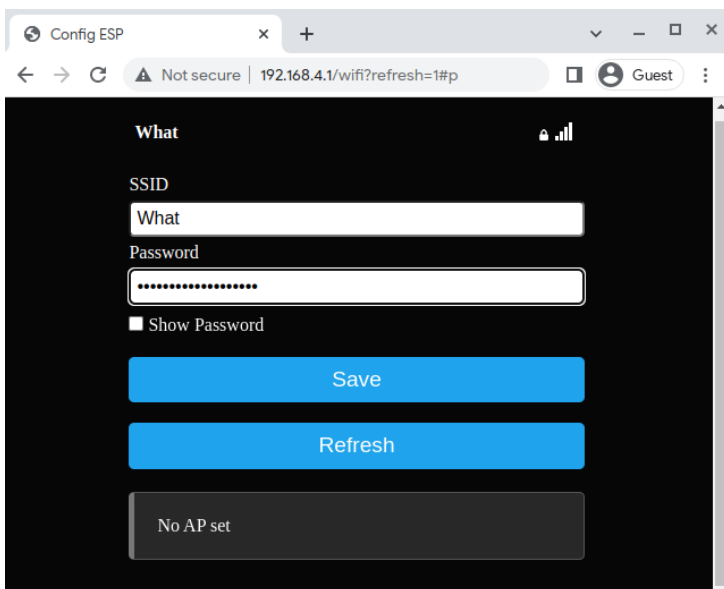 Config ESP
Not secure 192.168.4.1/wifi?refresh=1#p Guest
What
SSID
What
Password
•••••••••••••••••••
Show Password
Save
Refresh
No AP set